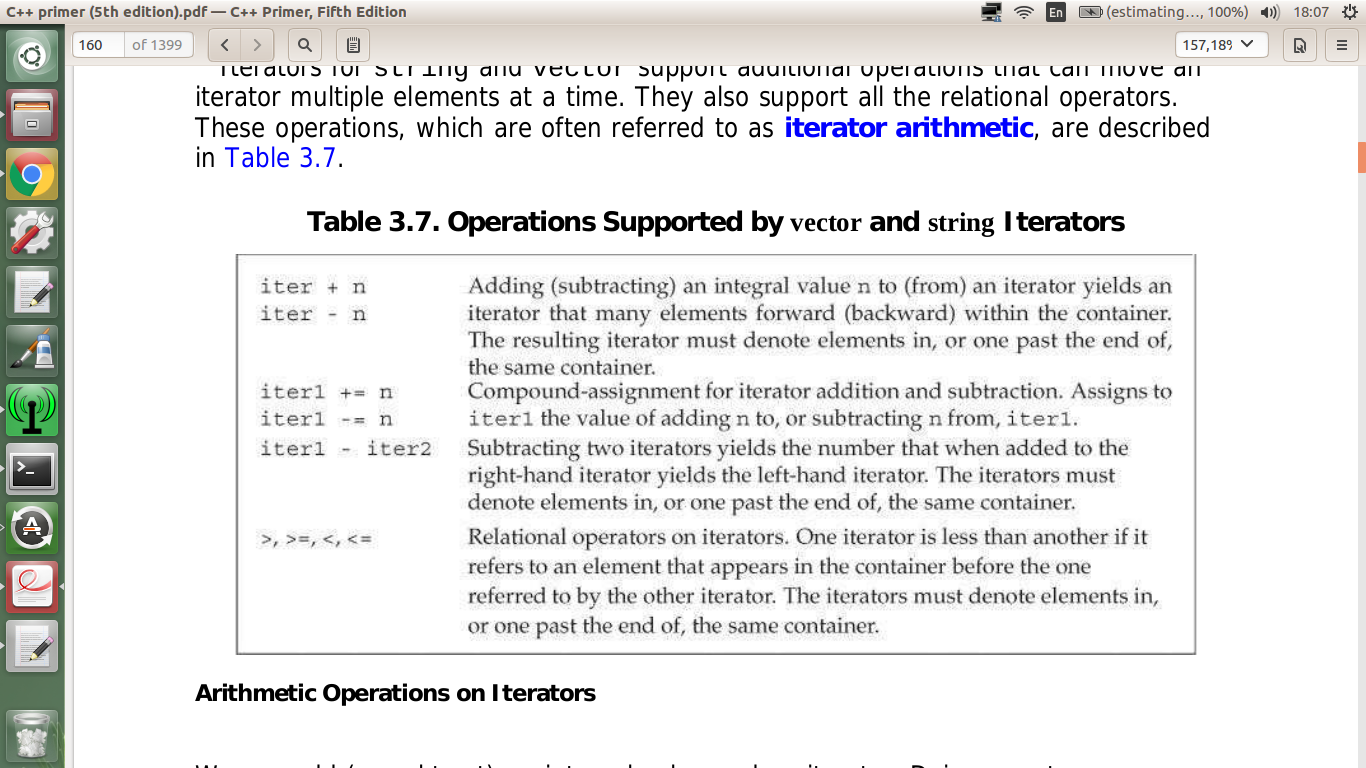 C++ primer (5th edition).pdf — C++ Primer, Fifth Edition
En (estimating..., 100%) 18:07
160 of 1399 157,18%
Iterators for string and vector support additional operations that can move an
iterator multiple elements at a time. They also support all the relational operators.
These operations, which are often referred to as iterator arithmetic, are described
in Table 3.7.
Table 3.7. Operations Supported by vector and string Iterators
iter + n Adding (subtracting) an integral value n to (from) an iterator yields an
iter - n iterator that many elements forward (backward) within the container.
The resulting iterator must denote elements in, or one past the end of,
the same container.
iter1 += n Compound-assignment for iterator addition and subtraction. Assigns to
iter1 -= n iter1 the value of adding n to, or subtracting n from, iter1.
iter1 - iter2 Subtracting two iterators yields the number that when added to the
right-hand iterator yields the left-hand iterator. The iterators must
denote elements in, or one past the end of, the same container.
>, >=, <, <= Relational operators on iterators. One iterator is less than another if it
refers to an element that appears in the container before the one
referred to by the other iterator. The iterators must denote elements in,
or one past the end of, the same container.
Arithmetic Operations on Iterators